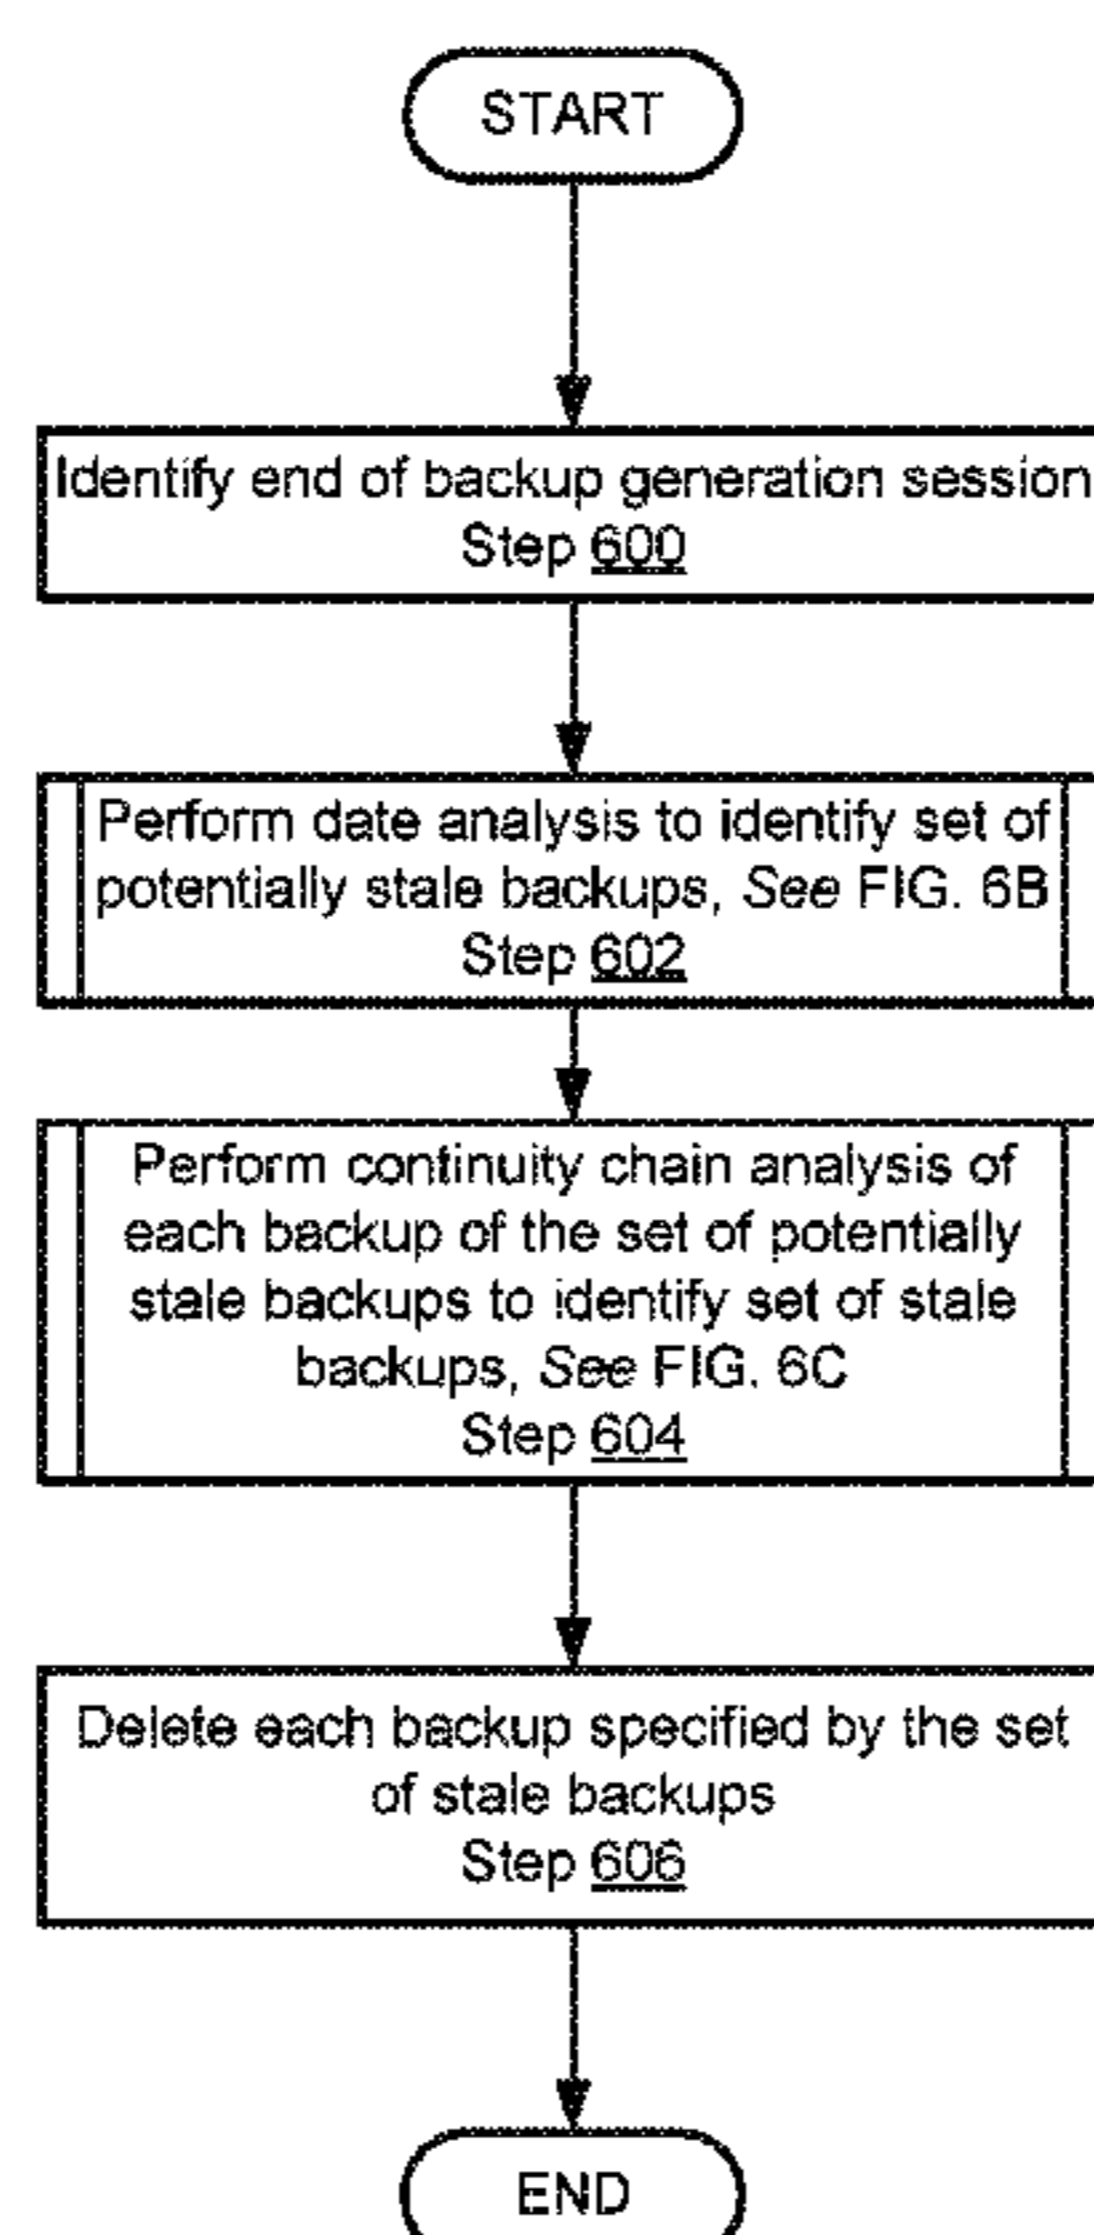 START
Identify end of backup generation session
Step 600
Perform date analysis to identify set of
potentially stale backups, See FIG. 6B
Step 602
Perform continuity chain analysis of
each backup of the set of potentially
stale backups to identify set of stale
backups, See FIG. 6C
Step 604
Delete each backup specified by the set
of stale backups
Step 606
END